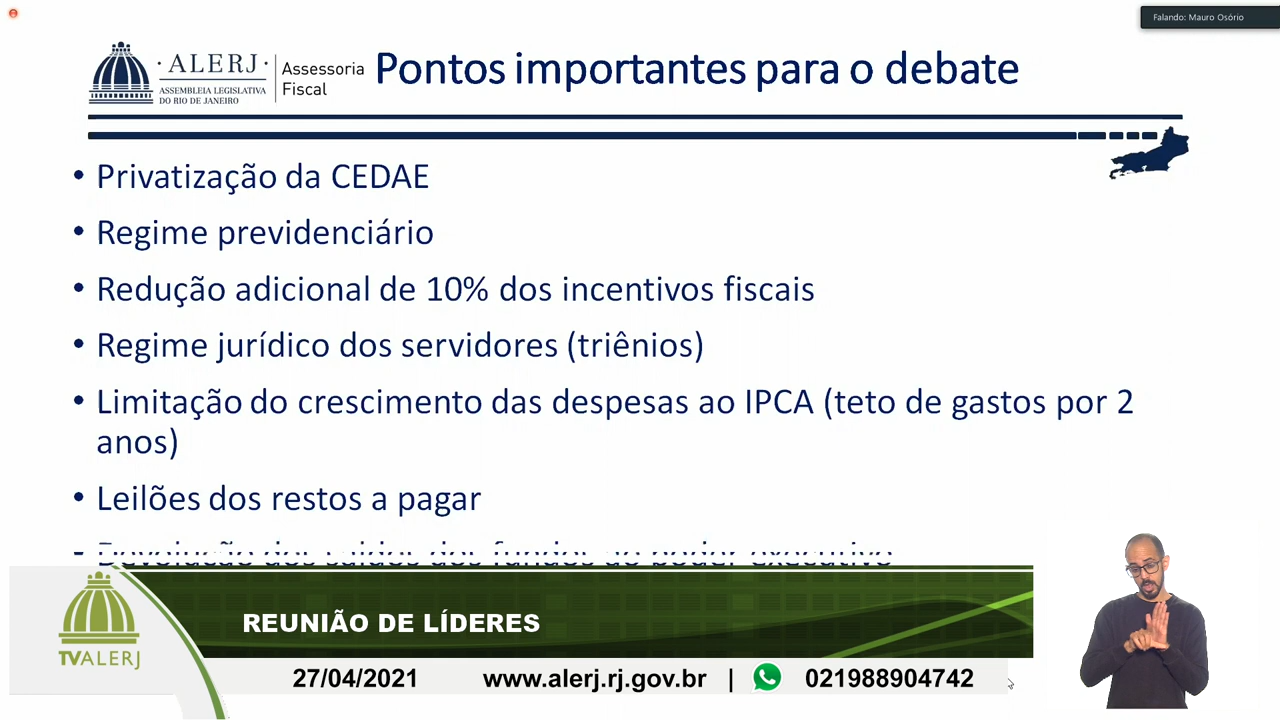 Falando: Mauro Osório
·ALERJ·
ASSEMBLEIA LEGISLATIVA
DO RIO DE JANEIRO
Assessoria
Fiscal
Pontos importantes para o debate
• Privatização da CEDAE
• Regime previdenciário
• Redução adicional de 10% dos incentivos fiscais
• Regime jurídico dos servidores (triênios)
• Limitação do crescimento das despesas ao IPCA (teto de gastos por 2
anos)
• Leilões dos restos a pagar
Devolução dos saldos dos fundos ao poder executivo
REUNIÃO DE LÍDERES
TVALERJ
27/04/2021 www.alerj.rj.gov.br | 021988904742